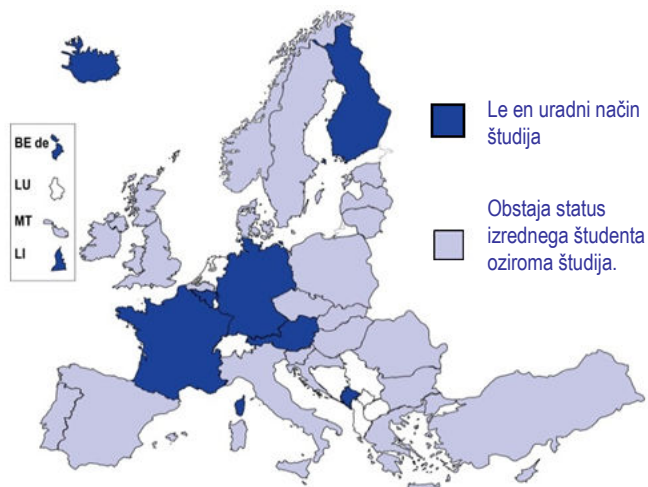 BE de
LU
MT
LI
Le en uradni način
študija
Obstaja status
izrednega študenta
oziroma študija.